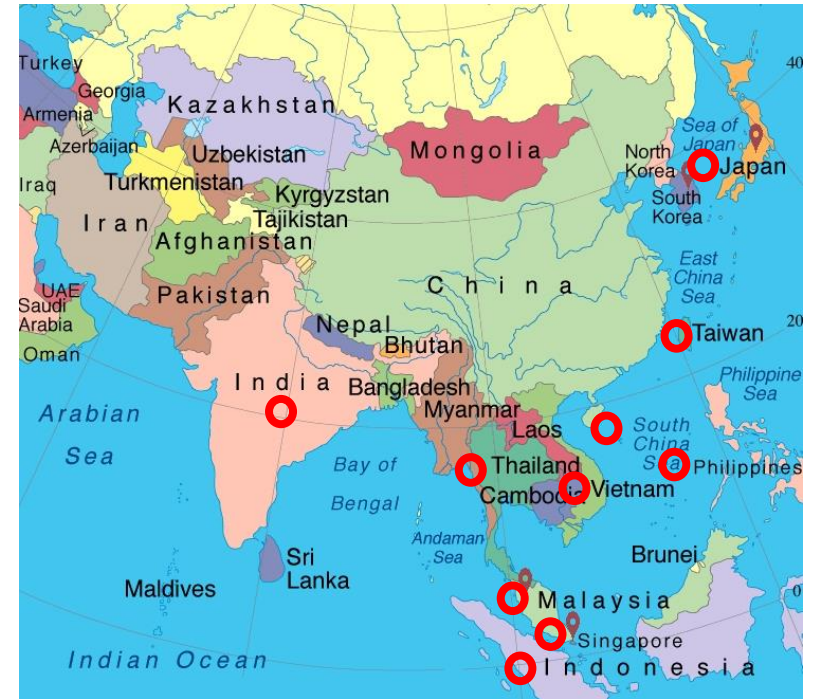 Turkey
Georgia
Armenia
Azerbaijan
Kazakhstan
Uzbekistan
Turkmenistan
Kyrgyzstan
Tajikistan
Mongolia
North
Korea
Sea of
Japan
Japan
South
Korea
40
Iraq
Iran
Afghanistan
Pakistan
China
East
China
Sea
UAE
Saudi
Arabia
Oman
Nepal
Bhutan
India
Bangladesh
Myanmar
Laos
Taiwan
20
Philippine
Sea
Arabian
Sea
Bay of
Bengal
Thailand
Cambodia
Vietnam
South
China
Sea
Philippines
Andaman
Sea
Sri
Lanka
Maldives
Brunei
Malaysia
0
Singapore
Indian Ocean
Indonesia